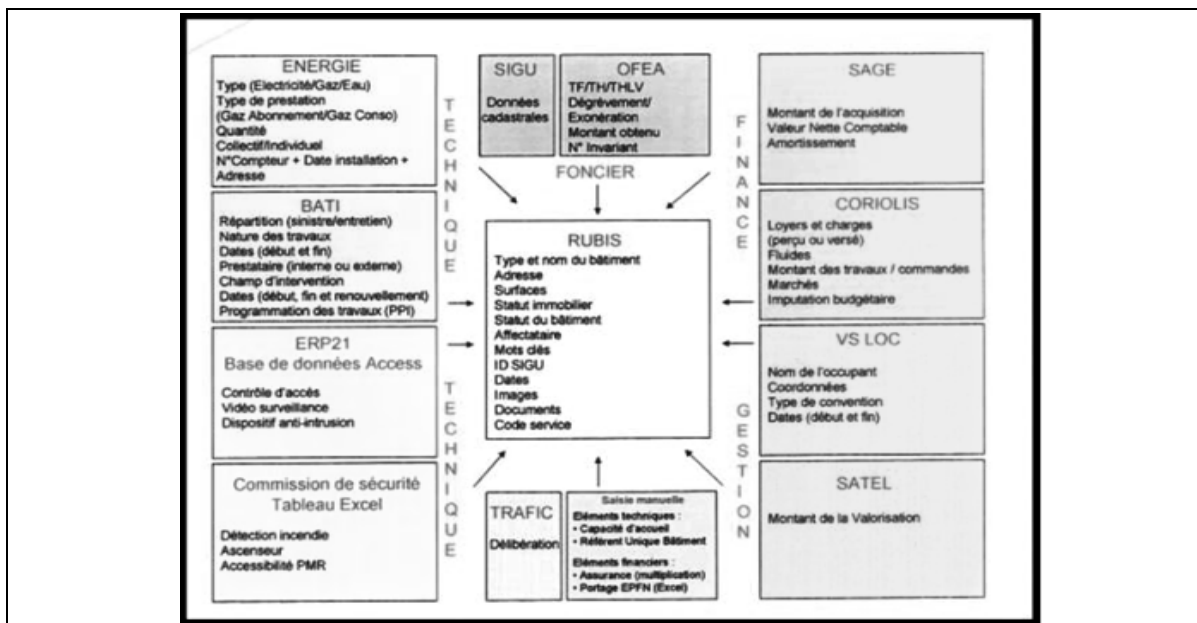 ENERGIE
Type (Electricité/Gaz/Eau)
Type de prestation
(Gaz Abonnement/Gaz Conso)
Quantité
Collectif/Individuel
N°Compteur + Date installation +
Adresse
BATI
Répartition (sinistre/entretien)
Nature des travaux
Dates (début et fin)
Prestataire (interne ou externe)
Champ d'intervention
Dates (début, fin et renouvellement)
Programmation des travaux (PPI)
ERP21
Base de données Access
Contrôle d'accès
Vidéo surveillance
Dispositif anti-intrusion
Commission de sécurité
Tableau Excel
Détection incendie
Ascenseur
Accessibilité PMR
TECHNIQUE
TECHNIQUE
SIGU
Données
cadastrales
OFEA
TF/TH/THLV
Dégrèvement/
Exonération
Montant obtenu
N° Invariant
FONCIER
RUBIS
Type et nom du bâtiment
Adresse
Surfaces
Statut immobilier
Statut du bâtiment
Affectataire
Mots clés
ID SIGU
Dates
Images
Documents
Code service
TRAFIC
Délibération
Saisie manuelle
Eléments techniques :
• Capacité d'accueil
• Référent Unique Bâtiment
Eléments financiers :
• Assurance (multiplication)
• Portage EPFN (Excel)
FINANCE
GESTION
SAGE
Montant de l'acquisition
Valeur Nette Comptable
Amortissement
CORIOLIS
Loyers et charges
(perçu ou versé)
Fluides
Montant des travaux / commandes
Marchés
Imputation budgétaire
VS LOC
Nom de l'occupant
Coordonnées
Type de convention
Dates (début et fin)
SATEL
Montant de la Valorisation